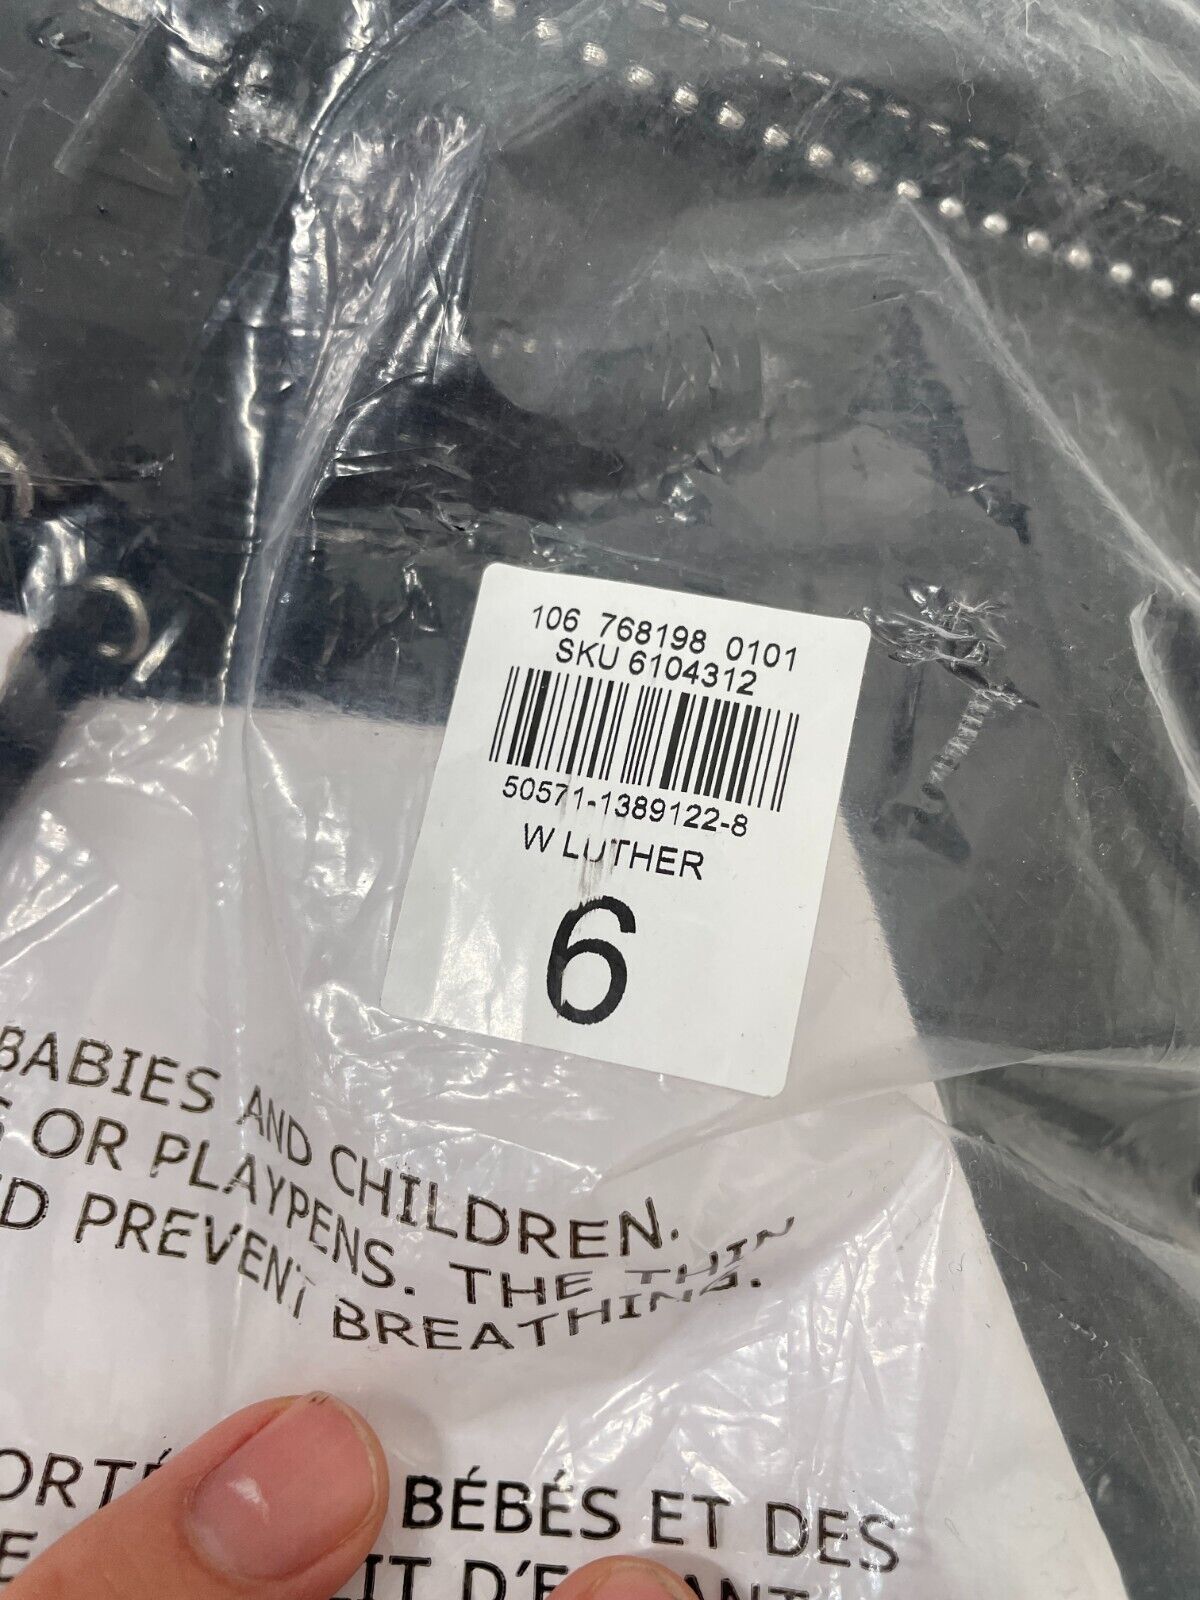 106 768198 0101
SKU 6104312
50571-1389122-8
W LUTHER
6
BABIES AND CHILDREN.
OR PLAYPENS. THE THIN
PREVENT BREATHING.
BÉBÉS ET DES